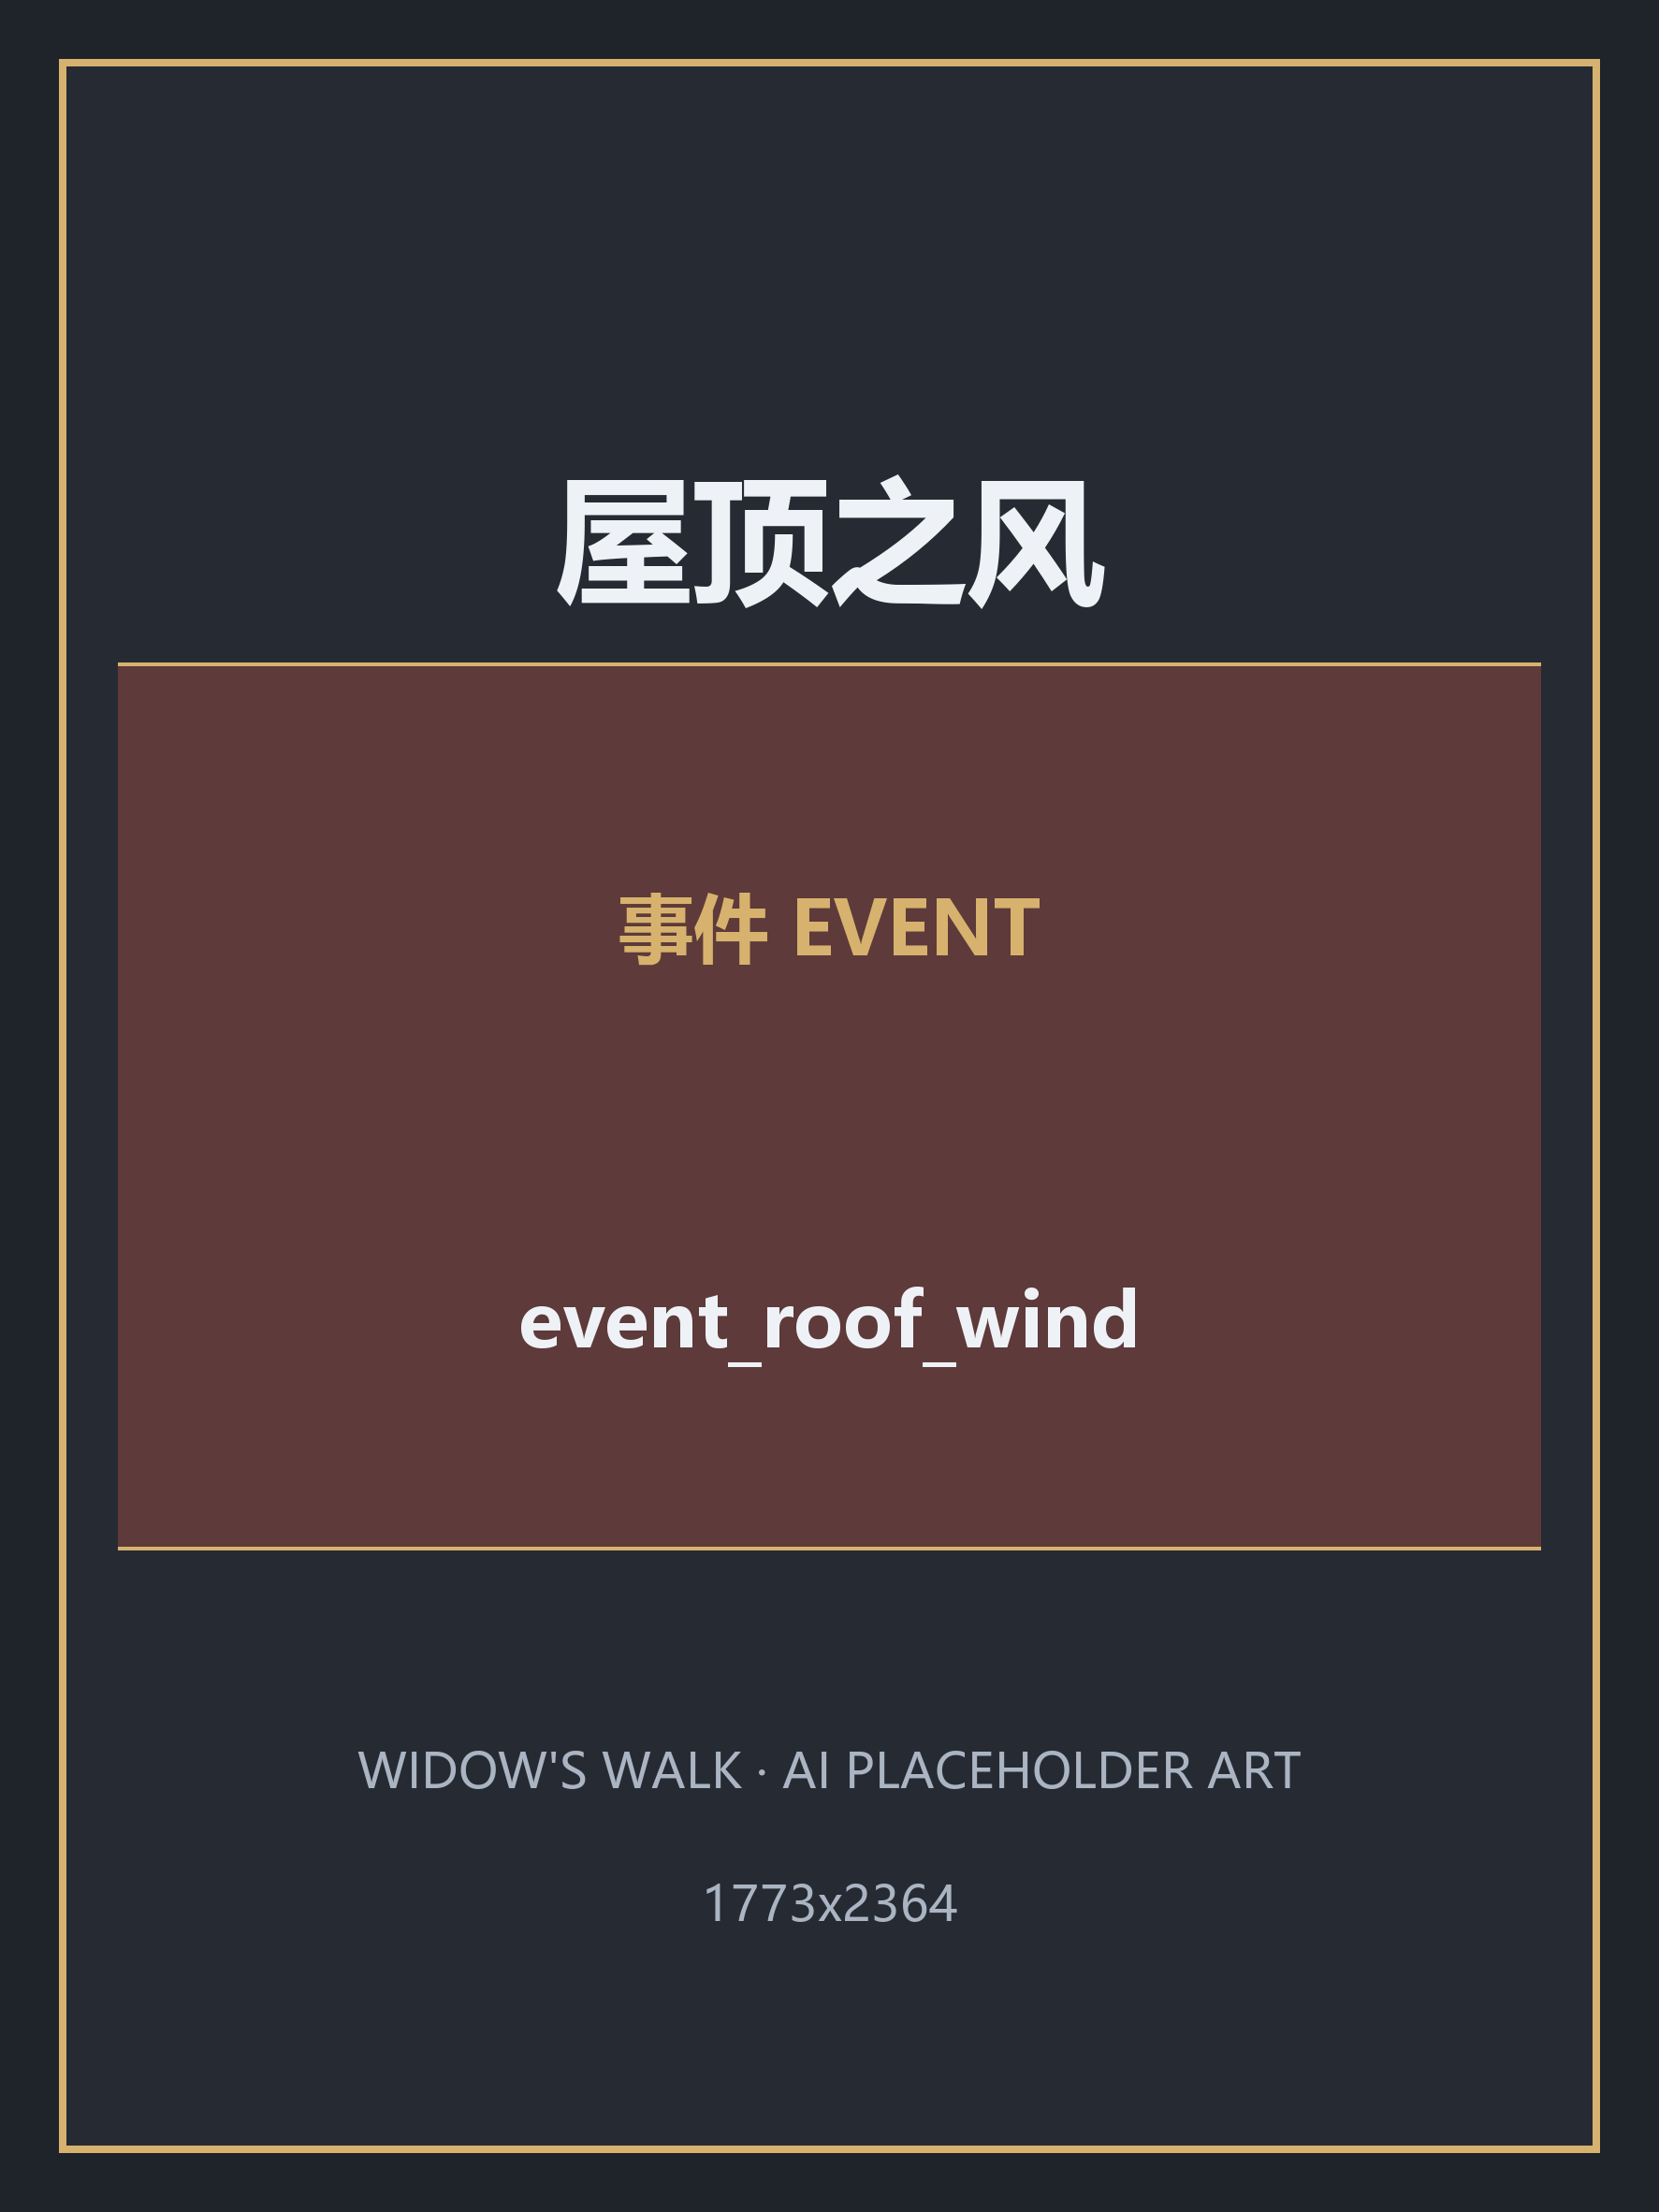 屋顶之风
事件 EVENT
event_roof_wind
WIDOW'S WALK · AI PLACEHOLDER ART
1773x2364